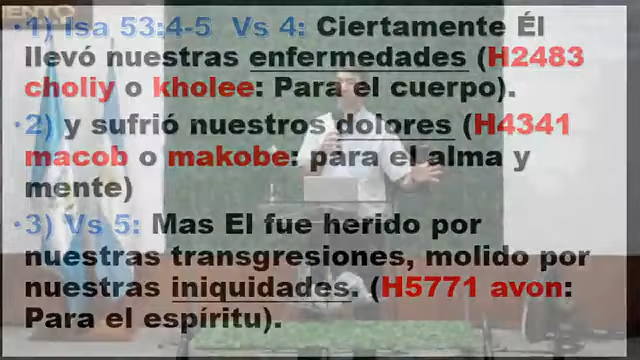 MIENTO
•1) Isa 53:4-5 Vs 4: Ciertamente Él
llevó nuestras enfermedades (H2483
choliy o kholee: Para el cuerpo).
•2) y sufrió nuestros dolores (H4341
macob o makobe: para el alma y
mente)
•3) Vs 5: Mas El fue herido por
nuestras transgresiones, molido por
nuestras iniquidades. (H5771 avon:
Para el espíritu).